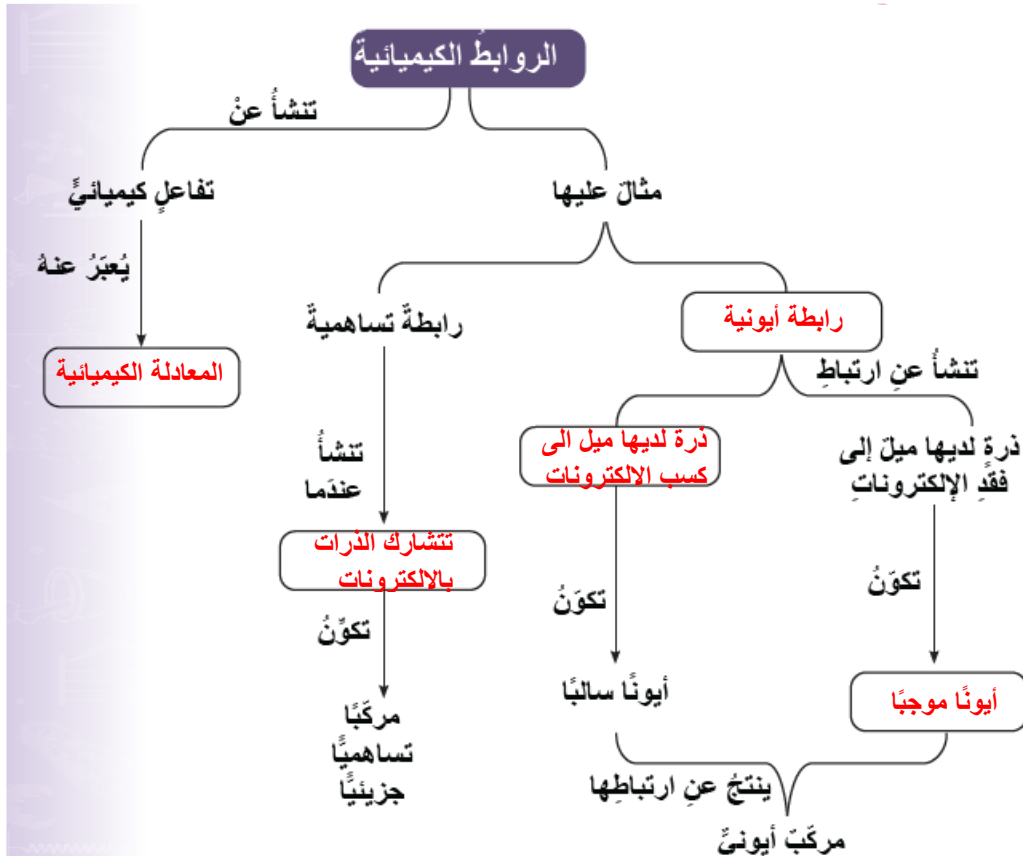 الروابطُ الكيميائية
تنشأُ عنْ
تفاعلٍ كيميائيٍّ
مثالٌ عليها
يُعبَّرُ عنهُ
المعادلة الكيميائية
رابطةٌ تساهميةٌ
رابطة أيونية
تنشأُ عنِ ارتباطِ
ذرة لديها ميل الى
كسب الالكترونات
ذرةٍ لديها ميلٌ إلى
فقْدِ الإلكتروناتِ
تنشأُ
عندَما
تتشارك الذرات
بالالكترونات
تكوِّنُ
تكوّنُ
تكوّنُ
مركّبًا
تساهميًّا
جزيئيًّا
أيونًا سالبًا
أيونًا موجبًا
ينتجُ عنِ ارتباطِها
مركّبٌ أيونيٌّ